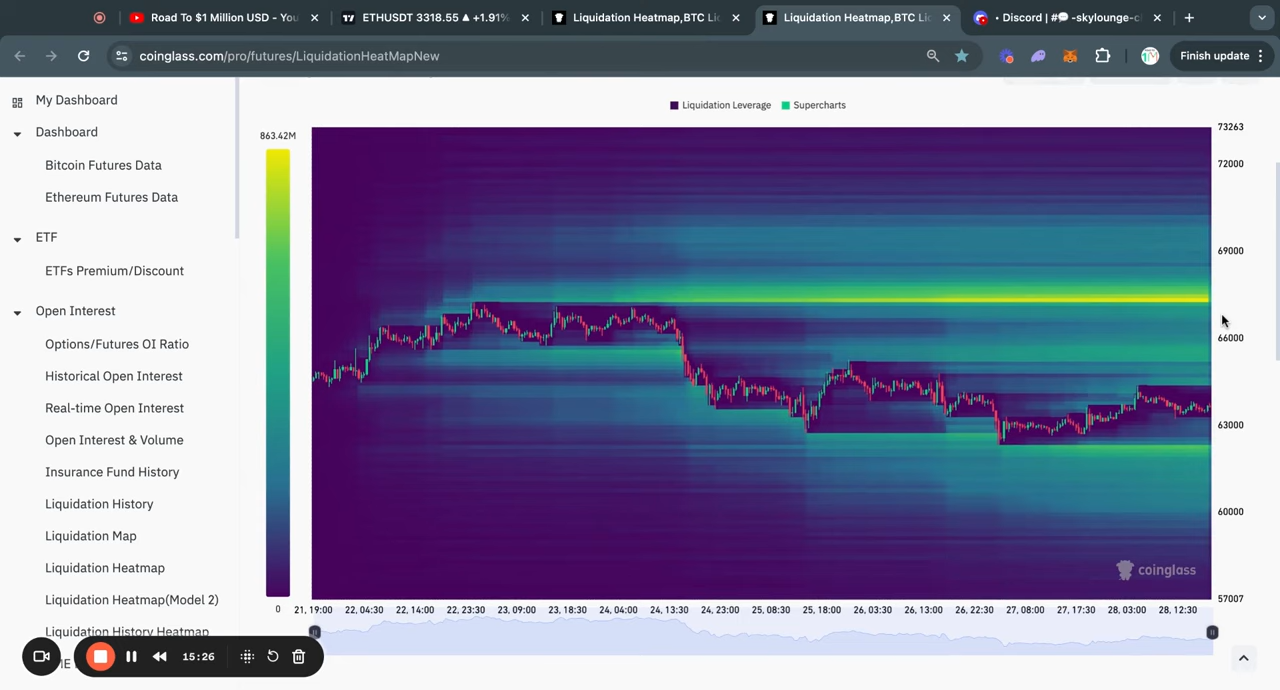 Road To $1 Million USD - You
ETHUSDT 3318.55 ▲ +1.91%
Liquidation Heatmap,BTC Li
Liquidation Heatmap,BTC Li
• Discord | #💬 -skylounge-c
coinglass.com/pro/futures/LiquidationHeatMapNew
Finish update
My Dashboard
Dashboard
Bitcoin Futures Data
Ethereum Futures Data
ETF
ETFs Premium/Discount
Open Interest
Options/Futures OI Ratio
Historical Open Interest
Real-time Open Interest
Open Interest & Volume
Insurance Fund History
Liquidation History
Liquidation Map
Liquidation Heatmap
Liquidation Heatmap(Model 2)
Liquidation History Heatmap
Liquidation Leverage
Supercharts
863.42M
0
73263
72000
69000
66000
63000
60000
57007
coinglass
21, 19:00 22, 04:30 22, 14:00 22, 23:30 23, 09:00 23, 18:30 24, 04:00 24, 13:30 24, 23:00 25, 08:30 25, 18:00 26, 03:30 26, 13:00 26, 22:30 27, 08:00 27, 17:30 28, 03:00 28, 12:30
15:26